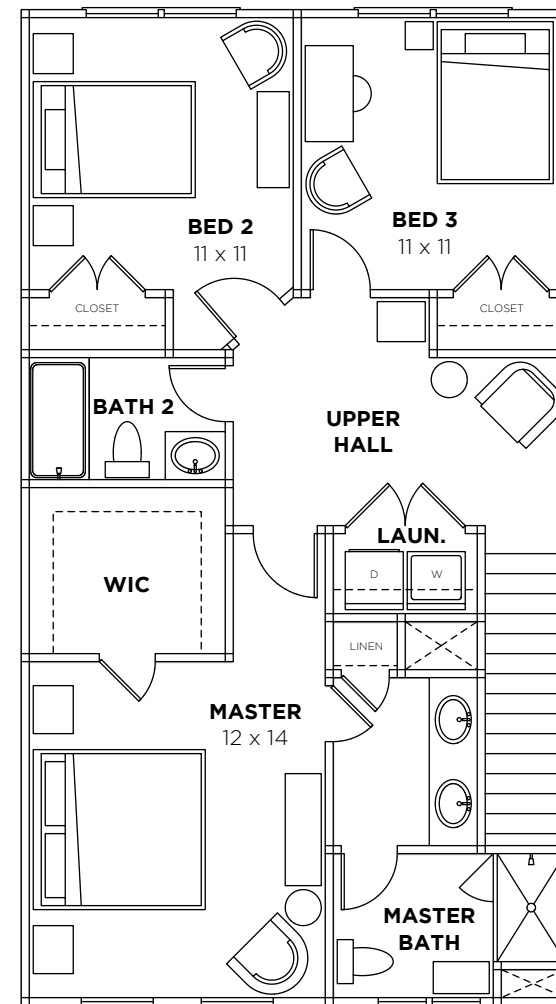 BED 2
11 x 11
BED 3
11 x 11
CLOSET
CLOSET
BATH 2
UPPER
HALL
LAUN.
D
W
WIC
LINEN
MASTER
12 x 14
MASTER
BATH